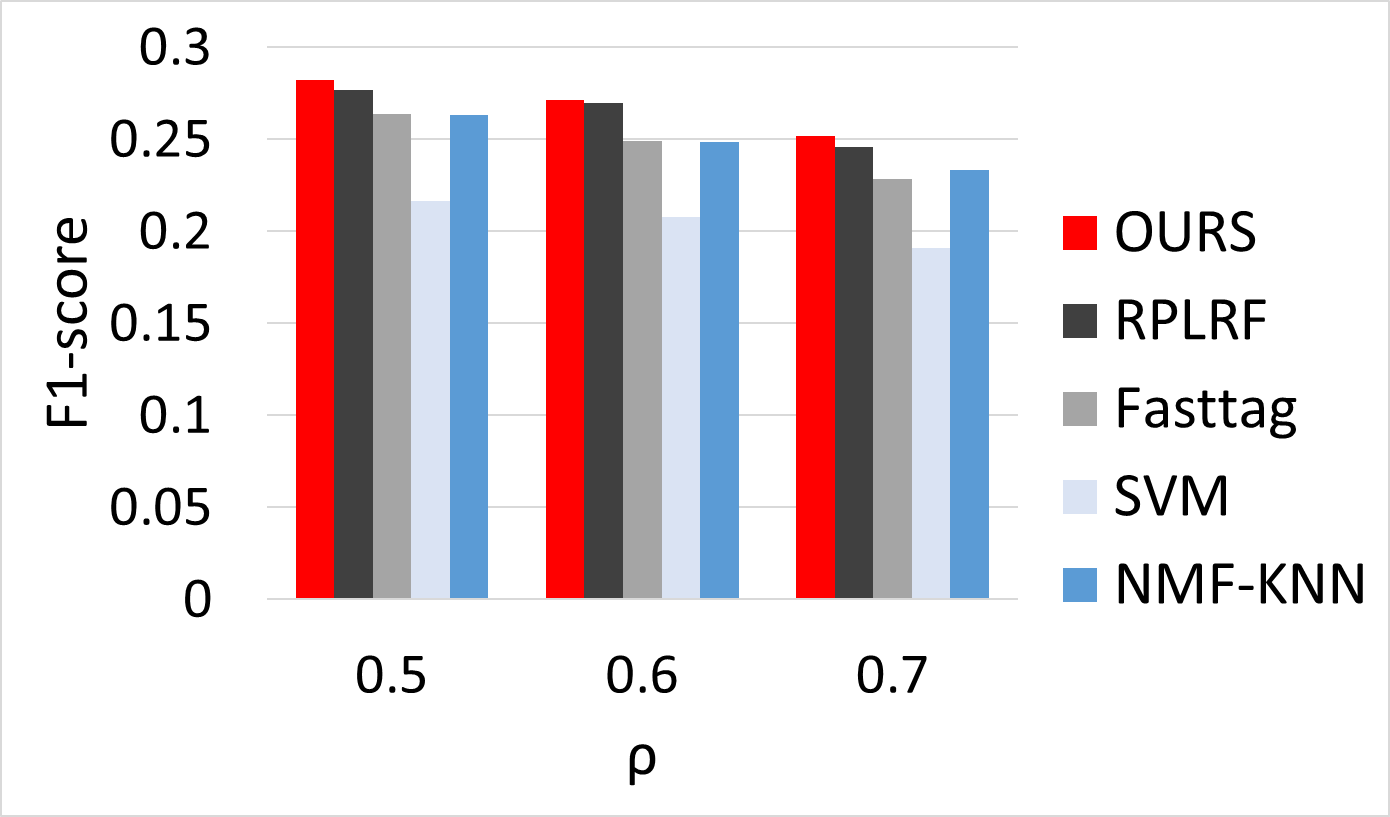 0.3
0.25
0.2
0.15
0.1
0.05
0
F1-score
0.5 0.6 0.7
ρ
OURS
RPLRF
Fasttag
SVM
NMF-KNN